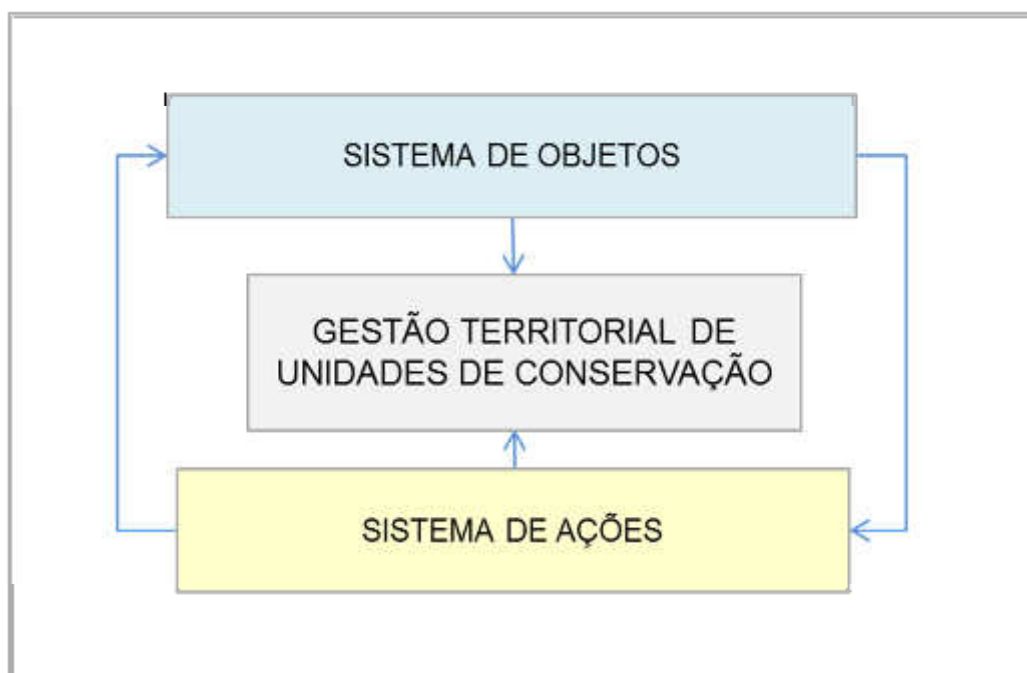 SISTEMA DE OBJETOS
GESTÃO TERRITORIAL DE
UNIDADES DE CONSERVAÇÃO
SISTEMA DE AÇÕES